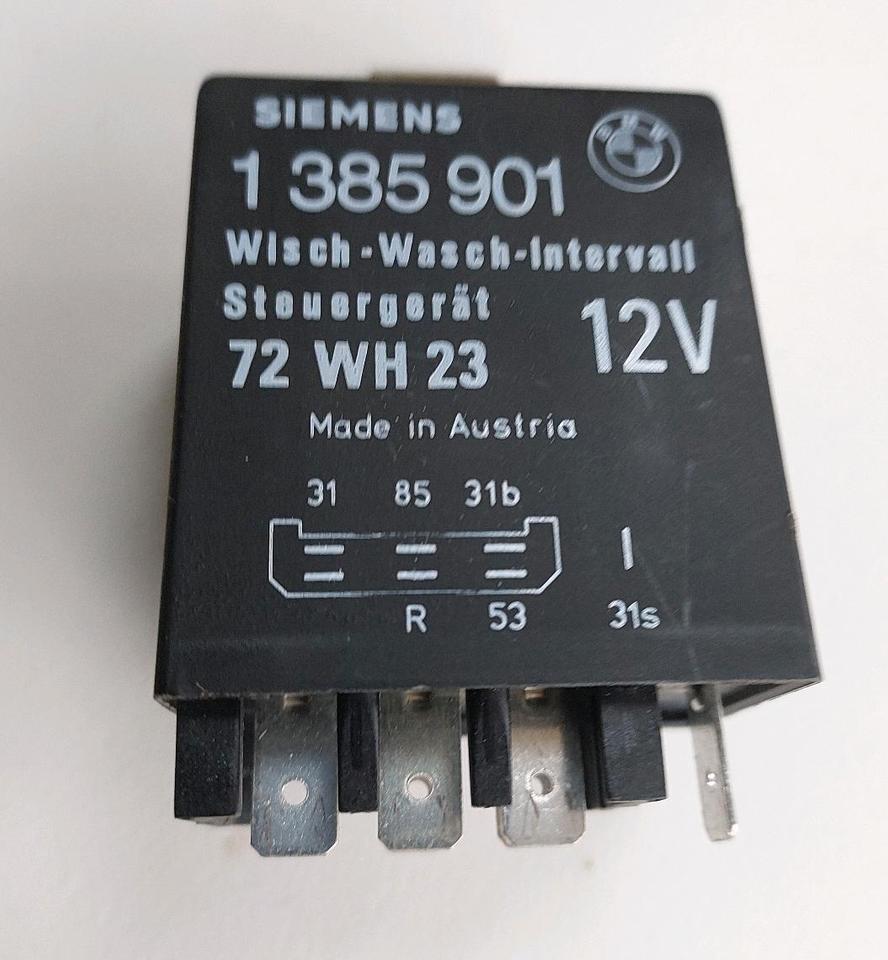 SIEMENS
BMW
1 385 901
Wisch-Wasch-Intervall
Steuergerät
12V
72 WH 23
Made in Austria
31 85 31b
R 53 31s